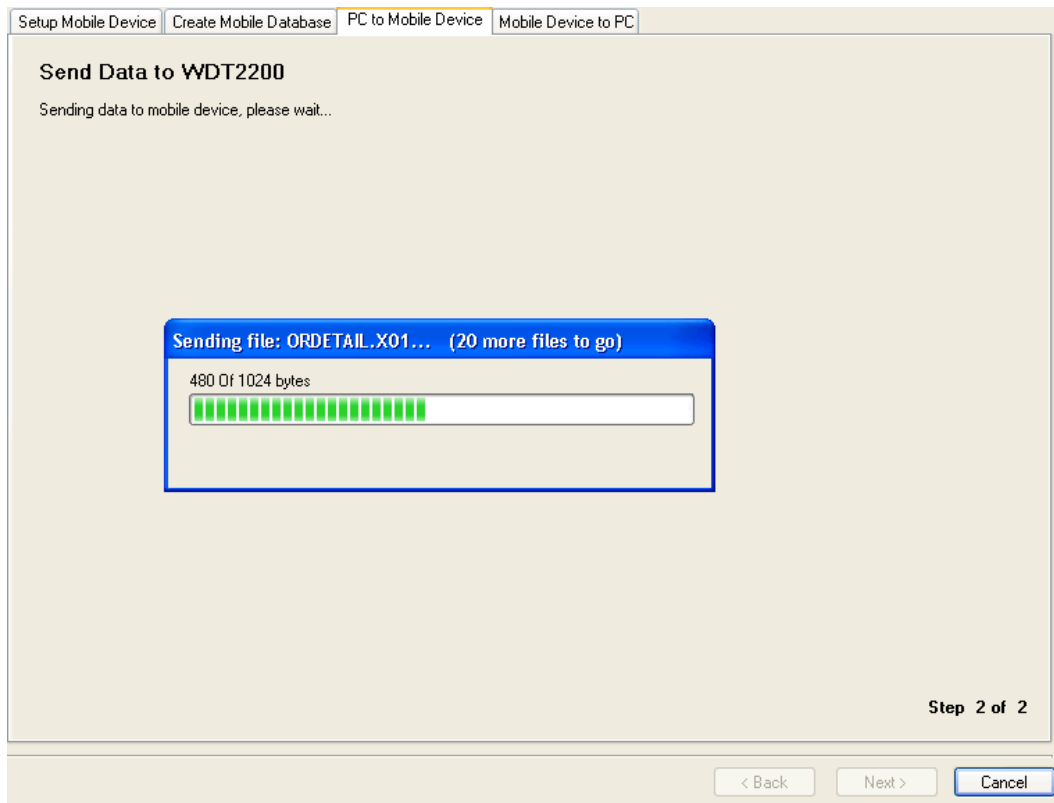 Setup Mobile Device Create Mobile Database PC to Mobile Device Mobile Device to PC
Send Data to WDT2200
Sending data to mobile device, please wait...
Sending file: ORDETAIL.X01... (20 more files to go)
480 Of 1024 bytes
Step 2 of 2
< Back Next > Cancel